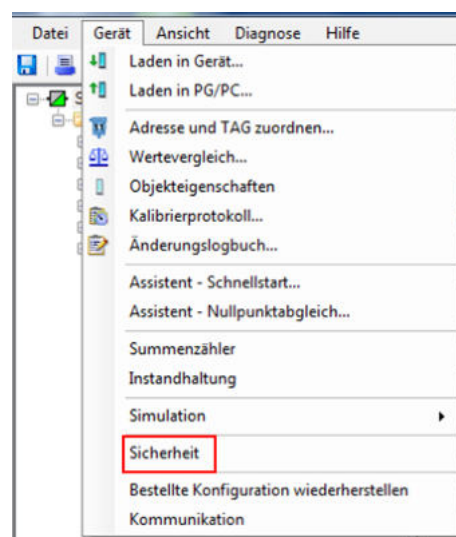 Datei Gerät Ansicht Diagnose Hilfe
Laden in Gerät...
Laden in PG/PC...
Adresse und TAG zuordnen...
Wertevergleich...
Objekteigenschaften
Kalibrierprotokoll...
Änderungslogbuch...
Assistent - Schnellstart...
Assistent - Nullpunktabgleich...
Summenzähler
Instandhaltung
Simulation
Sicherheit
Bestellte Konfiguration wiederherstellen
Kommunikation